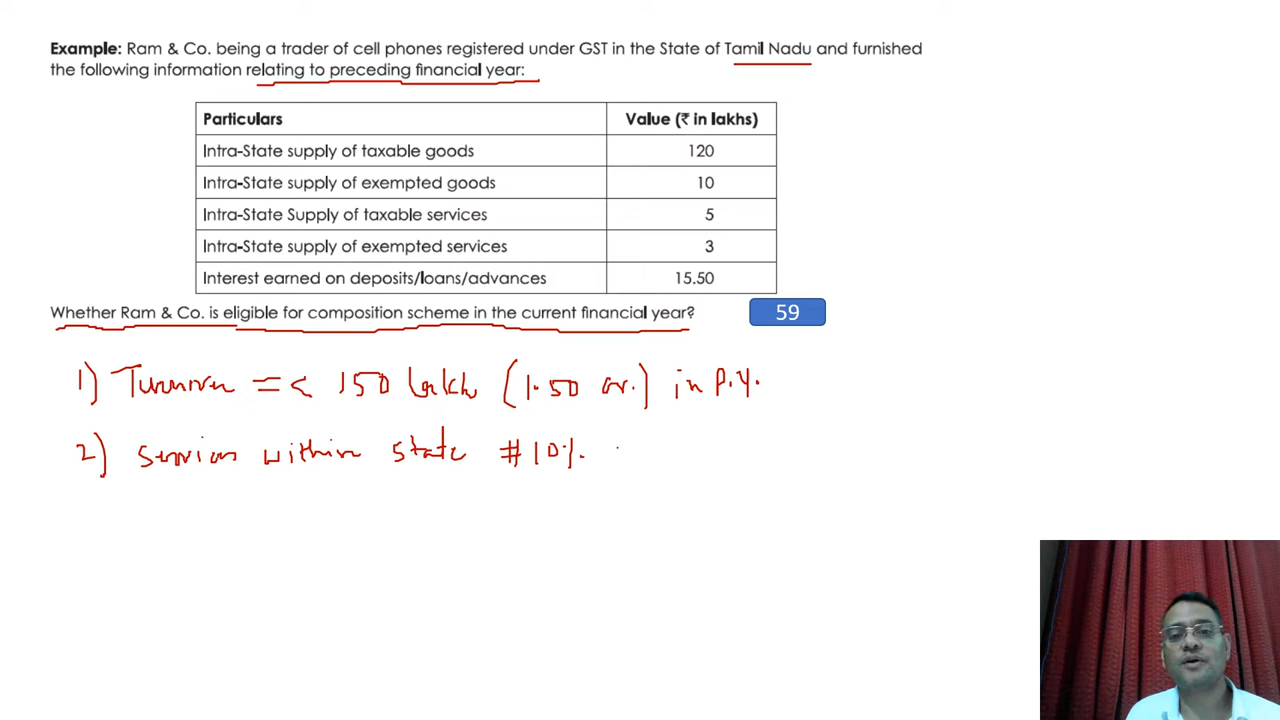 Example: Ram & Co. being a trader of cell phones registered under GST in the State of Tamil Nadu and furnished
the following information relating to preceding financial year:
Particulars Value (₹ in lakhs)
Intra-State supply of taxable goods 120
Intra-State supply of exempted goods 10
Intra-State Supply of taxable services 5
Intra-State supply of exempted services 3
Interest earned on deposits/loans/advances 15.50
Whether Ram & Co. is eligible for composition scheme in the current financial year? 59
1) Turnover = < 150 lakhs (1.50 cr.) in P.Y.
2) Services within state # 10%.